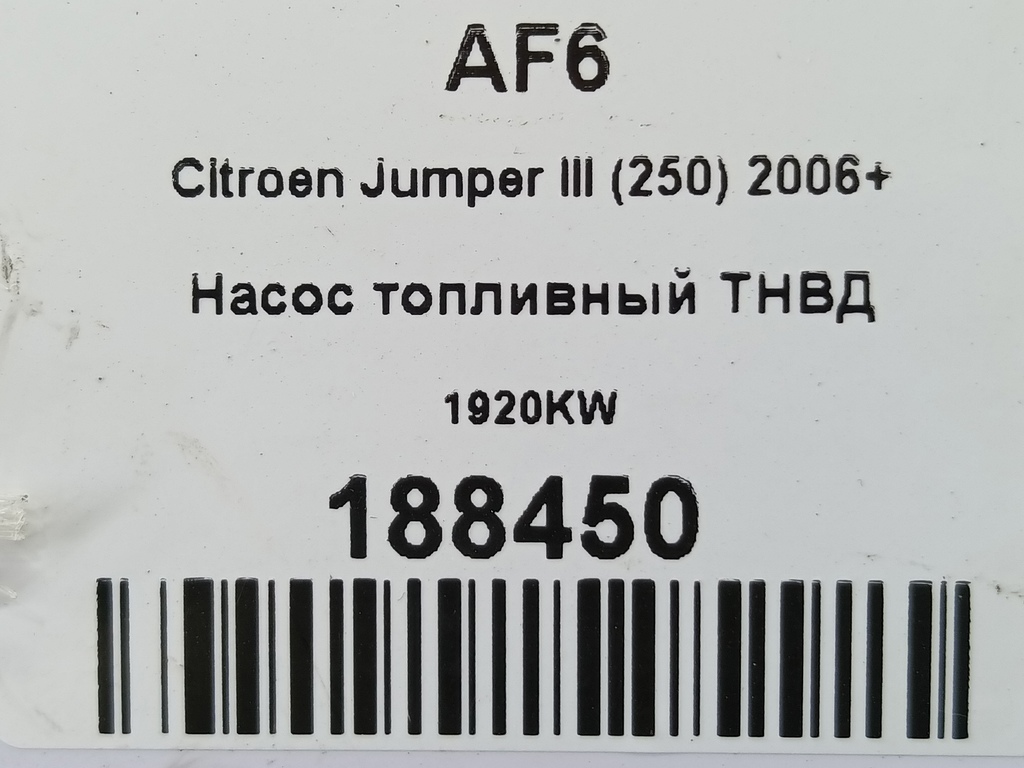 AF6
Citroen Jumper III (250) 2006+
Насос топливный ТНВД
1920KW
188450